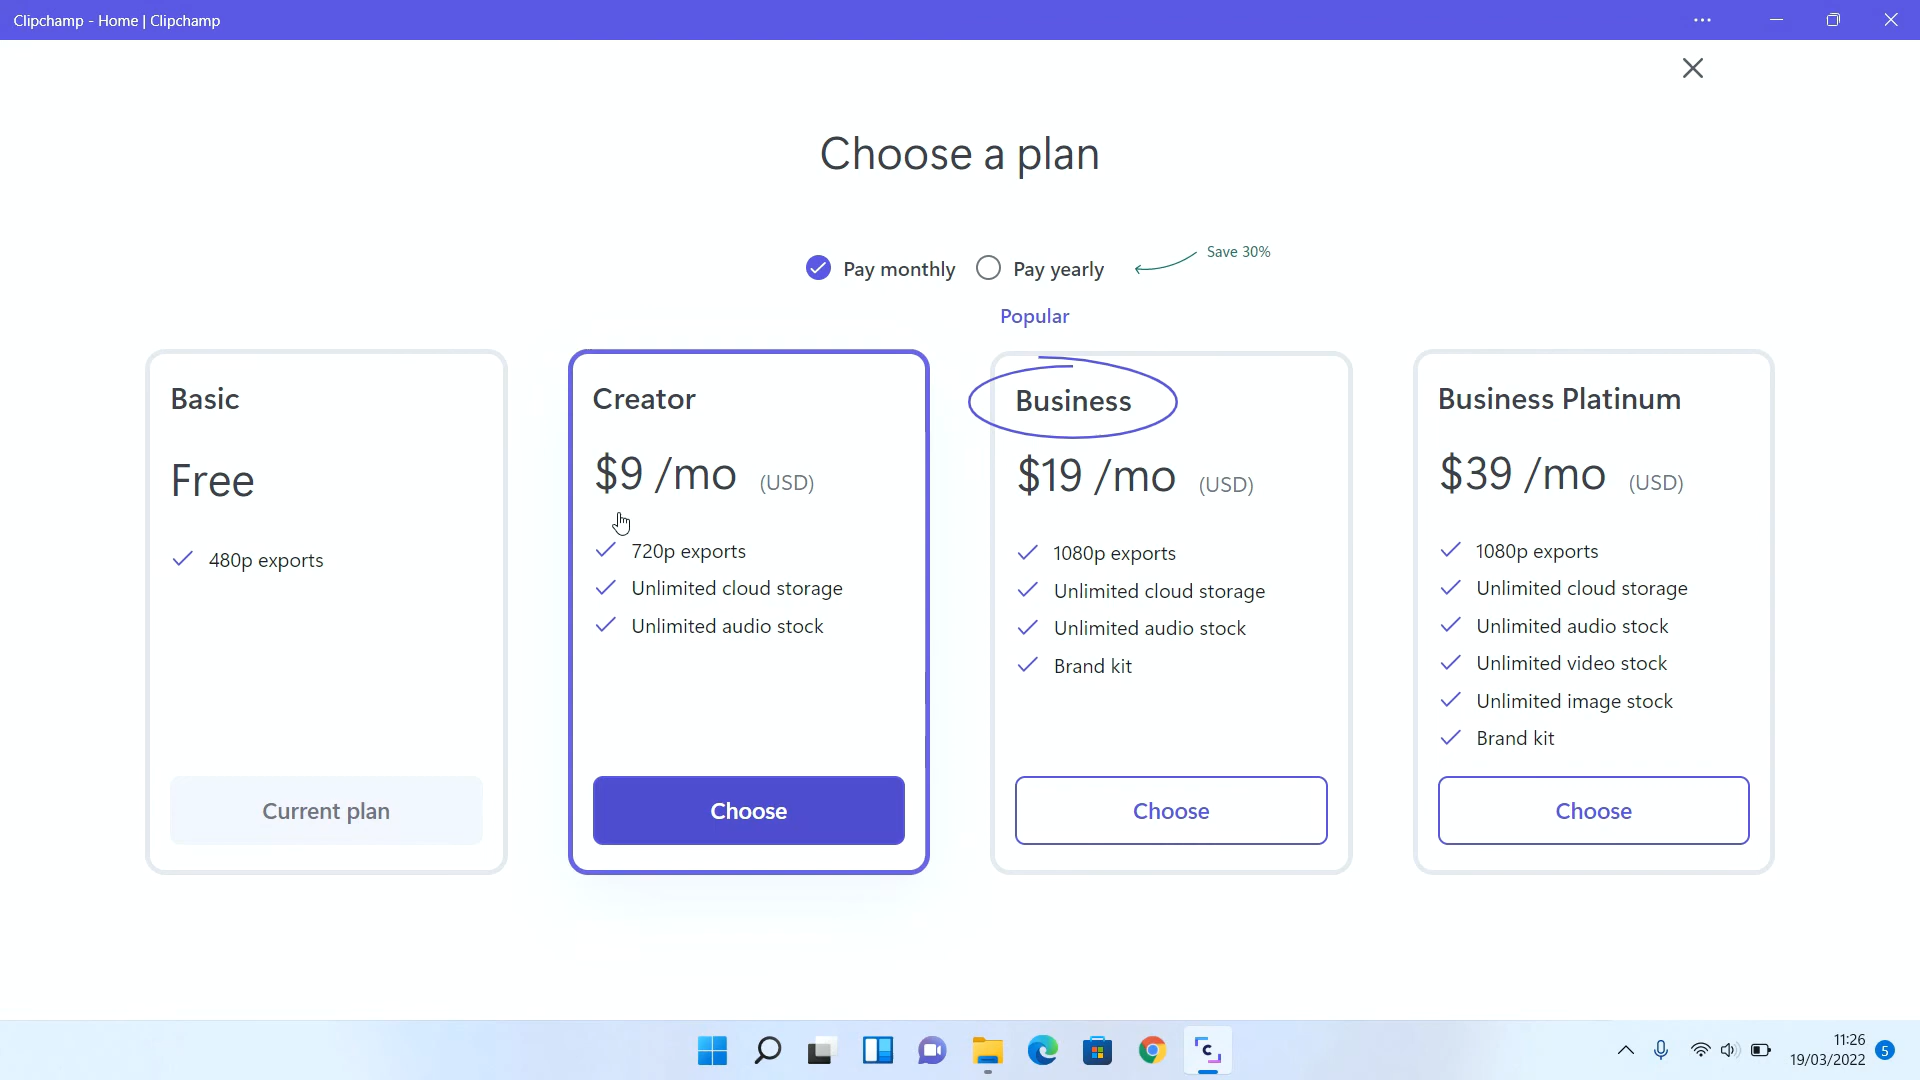 Clipchamp - Home | Clipchamp
Choose a plan
Pay monthly
Pay yearly
Save 30%
Popular
Basic
Free
480p exports
Current plan
Creator
$9 /mo (USD)
720p exports
Unlimited cloud storage
Unlimited audio stock
Choose
Business
$19 /mo (USD)
1080p exports
Unlimited cloud storage
Unlimited audio stock
Brand kit
Choose
Business Platinum
$39 /mo (USD)
1080p exports
Unlimited cloud storage
Unlimited audio stock
Unlimited video stock
Unlimited image stock
Brand kit
Choose
11:26
19/03/2022
5